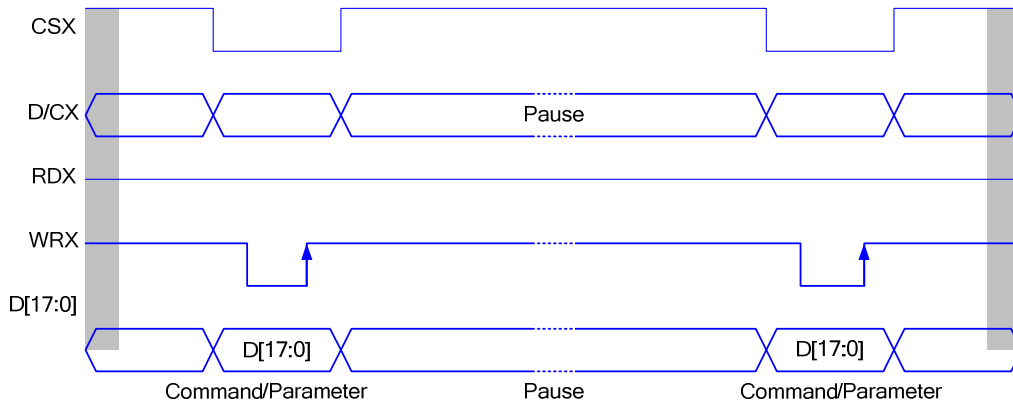 CSX
D/CX
Pause
RDX
WRX
D[17:0]
D[17:0]
D[17:0]
Command/Parameter
Pause
Command/Parameter